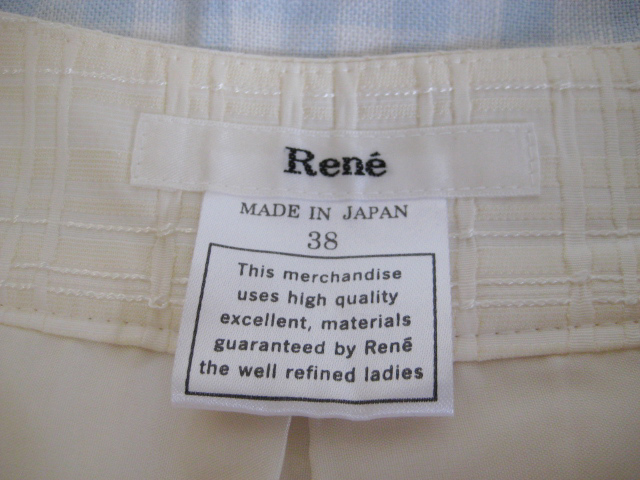 René
MADE IN JAPAN
38
This merchandise
uses high quality
excellent, materials
guaranteed by René
the well refined ladies